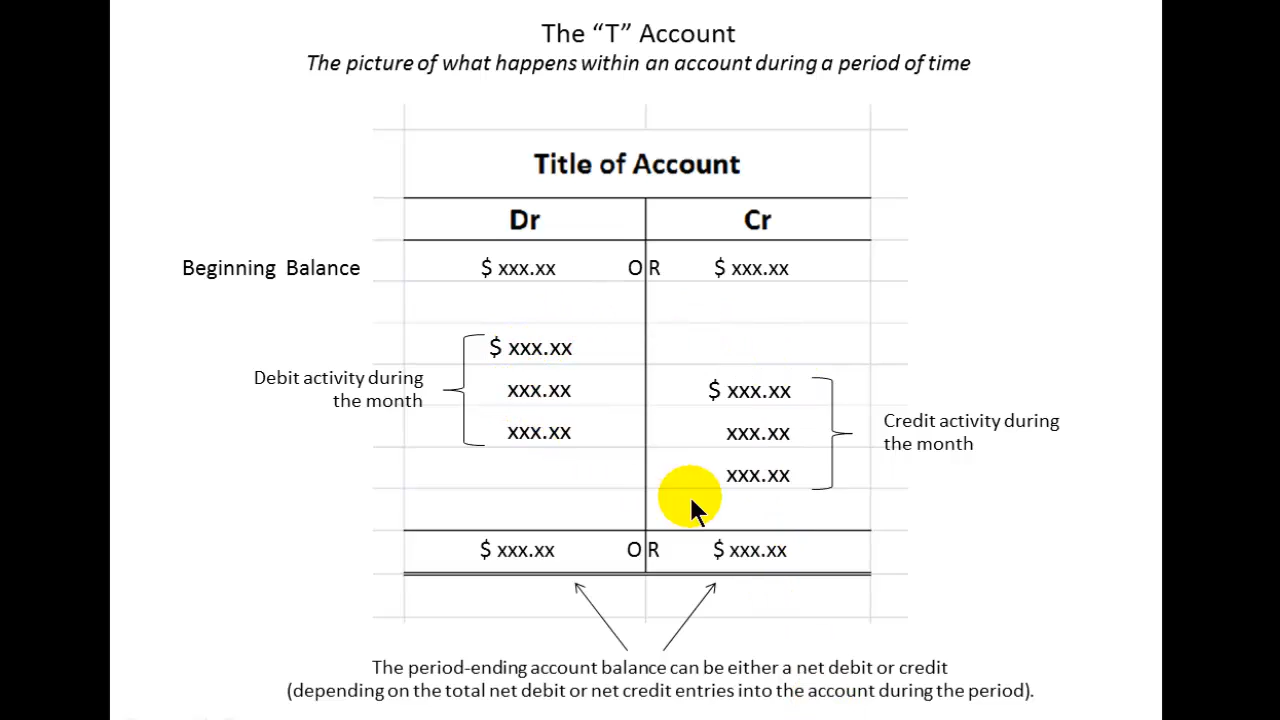 The “T” Account
The picture of what happens within an account during a period of time
Title of Account
Dr Cr
Beginning Balance $ xxx.xx OR $ xxx.xx
$ xxx.xx
Debit activity during
the month
xxx.xx $ xxx.xx
Credit activity during
the month
xxx.xx xxx.xx
xxx.xx
$ xxx.xx OR $ xxx.xx
The period-ending account balance can be either a net debit or credit
(depending on the total net debit or net credit entries into the account during the period).